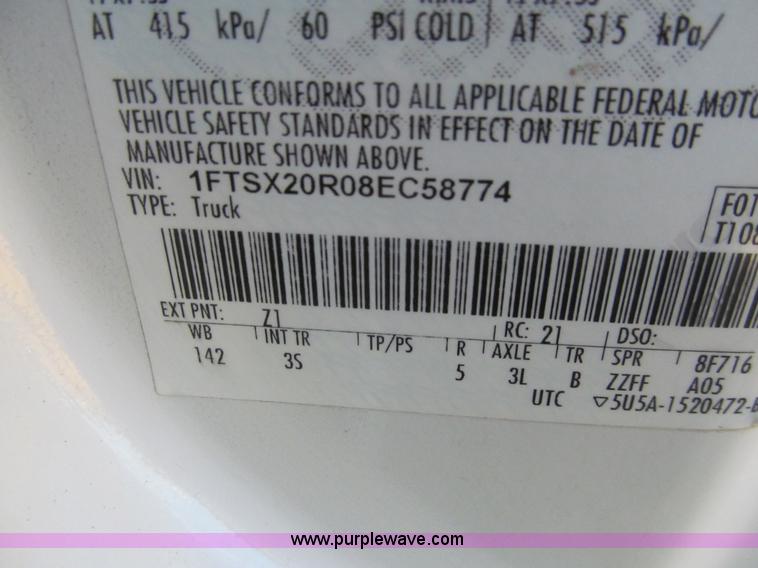 AT 415 kPa/ 60 PSI COLD AT 515 kPa/
THIS VEHICLE CONFORMS TO ALL APPLICABLE FEDERAL MOTO
VEHICLE SAFETY STANDARDS IN EFFECT ON THE DATE OF
MANUFACTURE SHOWN ABOVE.
VIN: 1FTSX20R08EC58774
TYPE: Truck
F01
T108
EXT PNT: Z1 RC: 21 DSO:
WB INT TR TP/PS R AXLE TR SPR 8F716
142 3S 5 3L B ZZFF A05
UTC ▽5U5A-1520472-B
www.purplewave.com